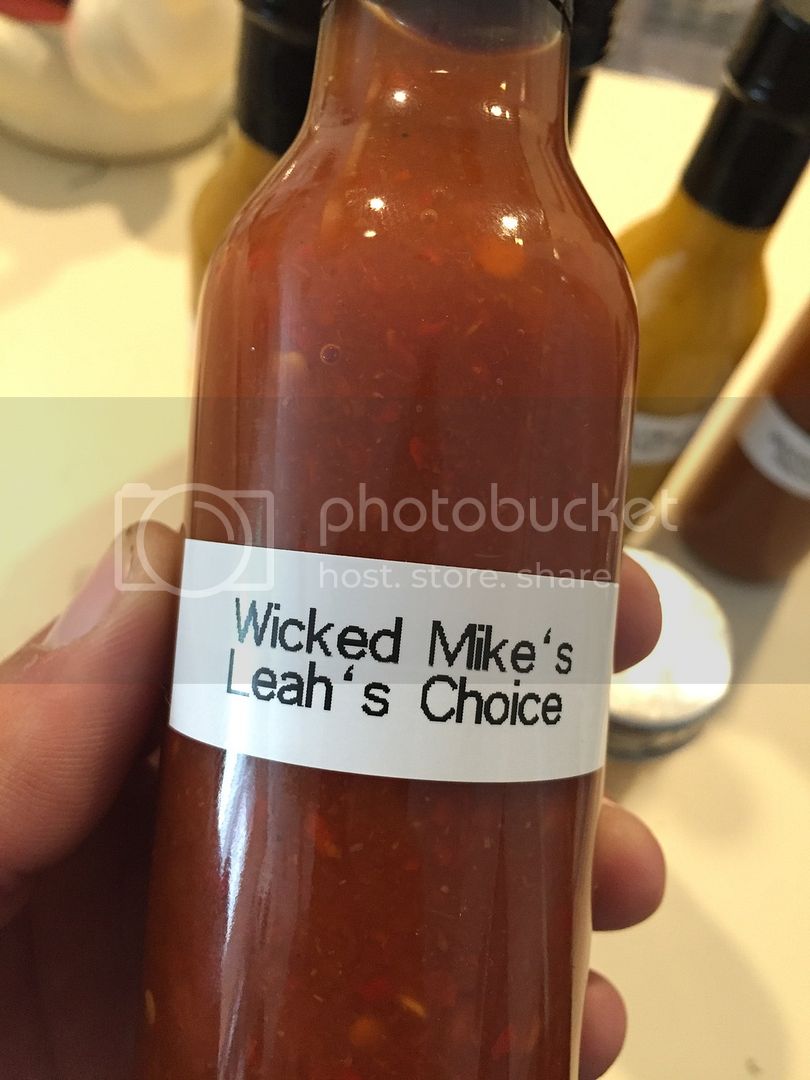 photobucket
host. store. share.
Wicked Mike‘s
Leah‘s Choice